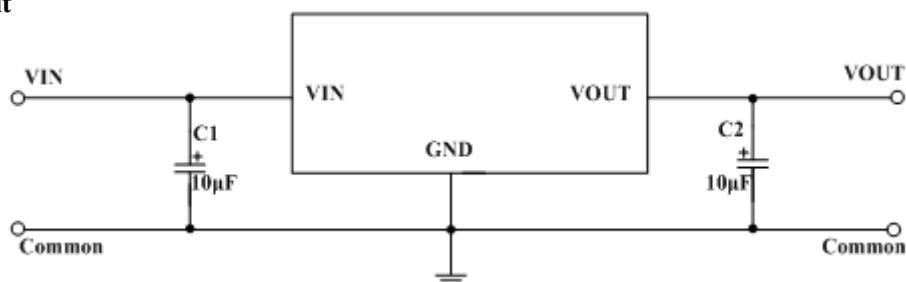 VIN
VOUT
VIN
VOUT
C1
+
10μF
GND
C2
+
10μF
Common
Common